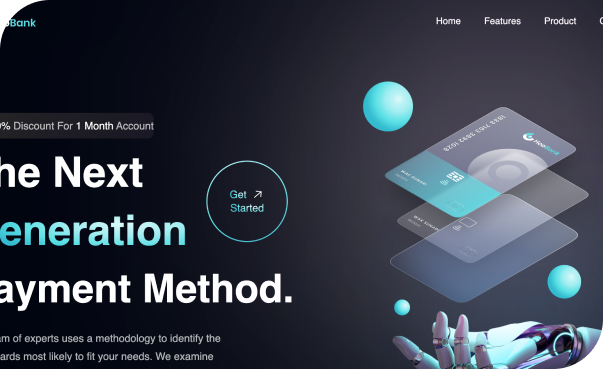 oBank
Home Features Product
0% Discount For 1 Month Account
he Next
eneration
ayment Method.
Get
Started
HooBank
am of experts uses a methodology to identify the
ards most likely to fit your needs. We examine